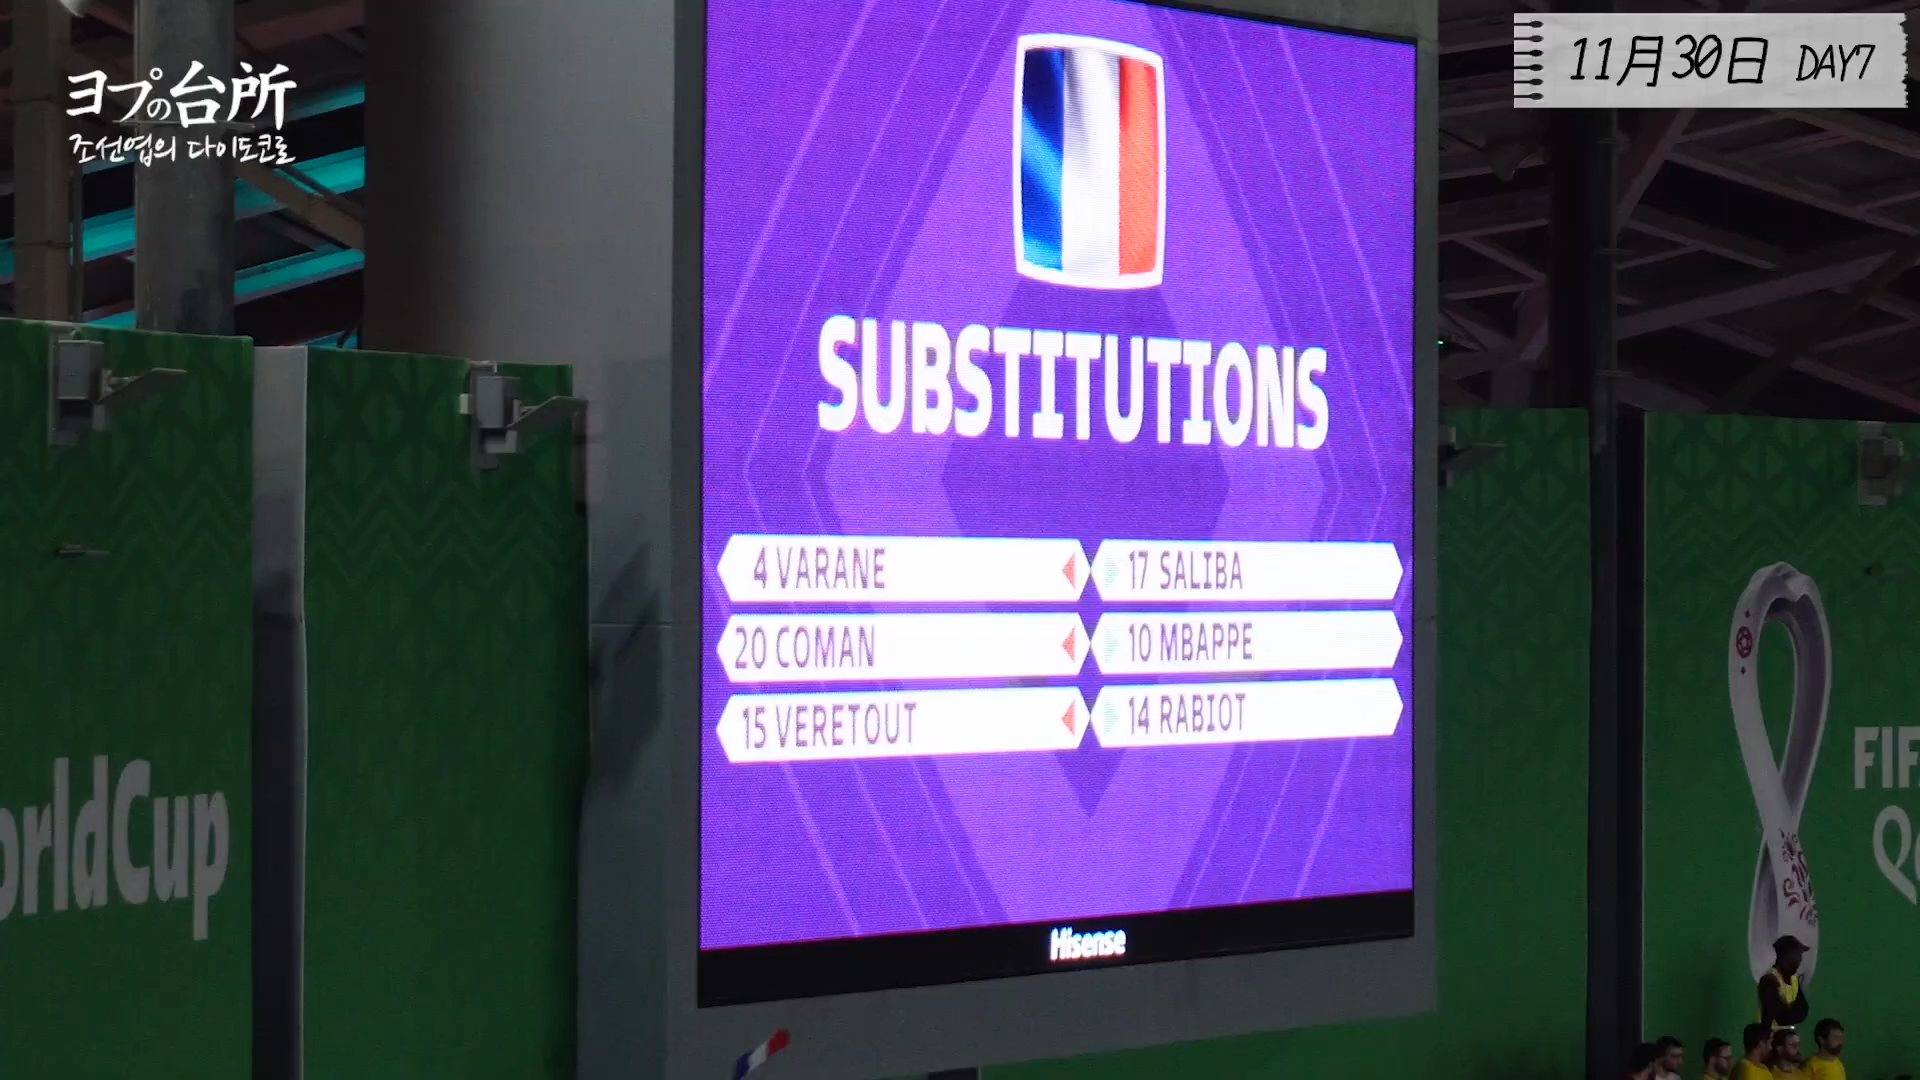 ヨプの台所
조선엽의 다이도코로
11月30日 DAY7
SUBSTITUTIONS
4 VARANE 17 SALIBA
20 COMAN 10 MBAPPE
15 VERETOUT 14 RABIOT
Hisense
orldCup
FIF
Q